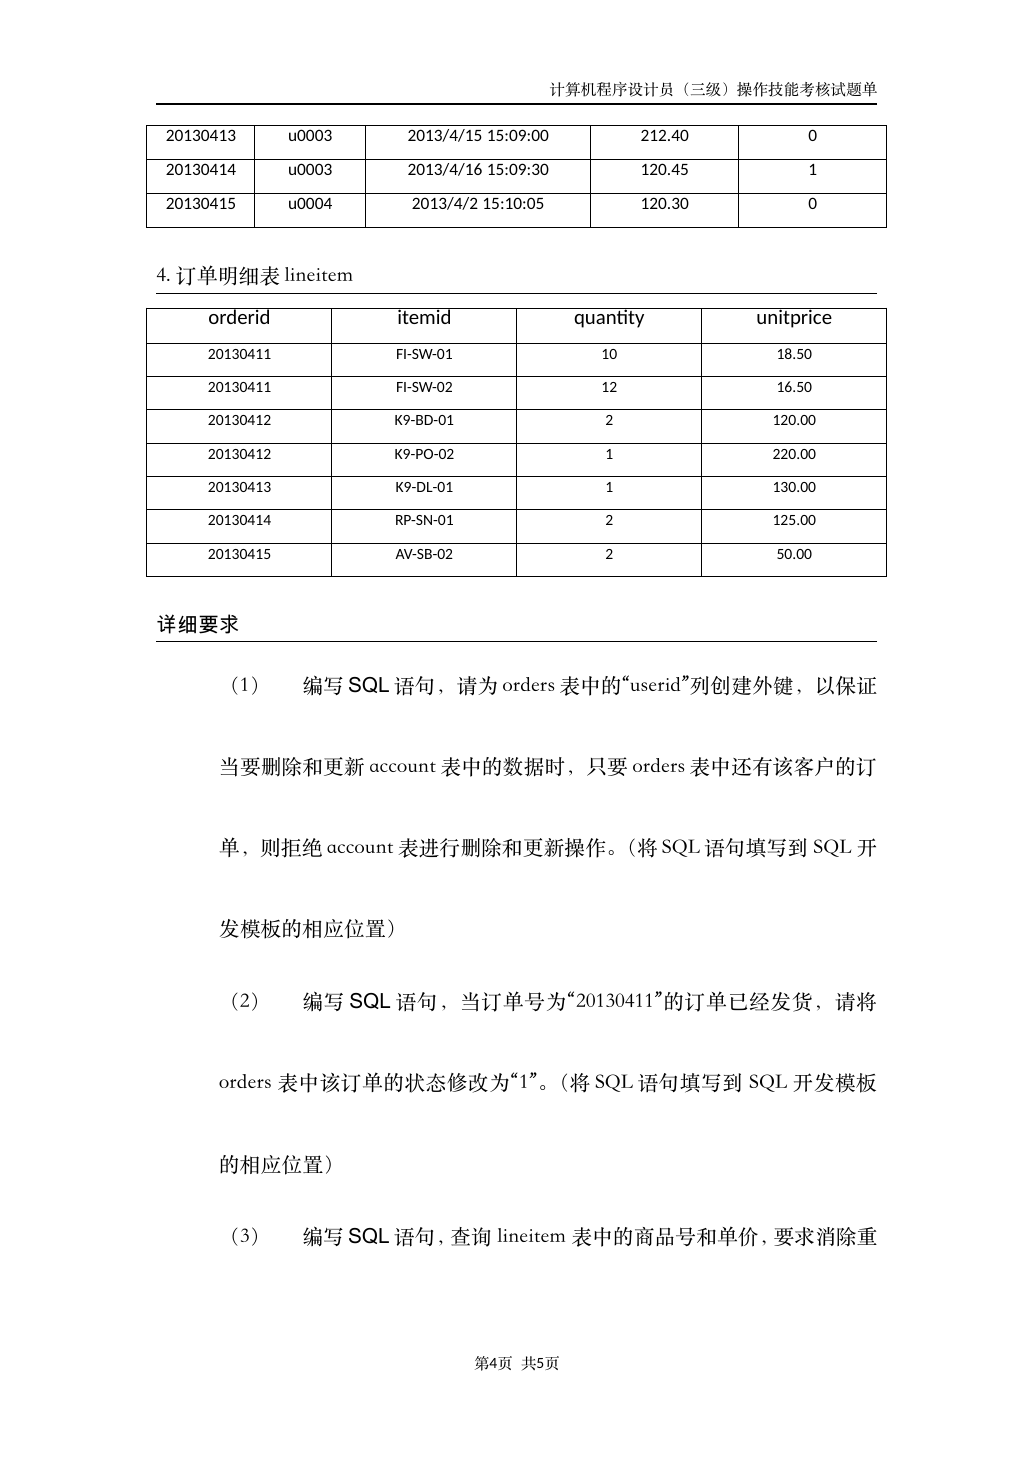 计算机程序设计员（三级）操作技能考核试题单
20130413 u0003 2013/4/15 15:09:00 212.40 0
20130414 u0003 2013/4/16 15:09:30 120.45 1
20130415 u0004 2013/4/2 15:10:05 120.30 0
4. 订单明细表 lineitem
orderid itemid quantity unitprice
20130411 FI-SW-01 10 18.50
20130411 FI-SW-02 12 16.50
20130412 K9-BD-01 2 120.00
20130412 K9-PO-02 1 220.00
20130413 K9-DL-01 1 130.00
20130414 RP-SN-01 2 125.00
20130415 AV-SB-02 2 50.00
详细要求
（1） 编写 SQL 语句，请为 orders 表中的“userid”列创建外键，以保证
当要删除和更新 account 表中的数据时，只要 orders 表中还有该客户的订
单，则拒绝 account 表进行删除和更新操作。（将 SQL 语句填写到 SQL 开
发模板的相应位置）
（2） 编写 SQL 语句，当订单号为“20130411”的订单已经发货，请将
orders 表中该订单的状态修改为“1”。（将 SQL 语句填写到 SQL 开发模板
的相应位置）
（3） 编写 SQL 语句，查询 lineitem 表中的商品号和单价，要求消除重
第4页 共5页